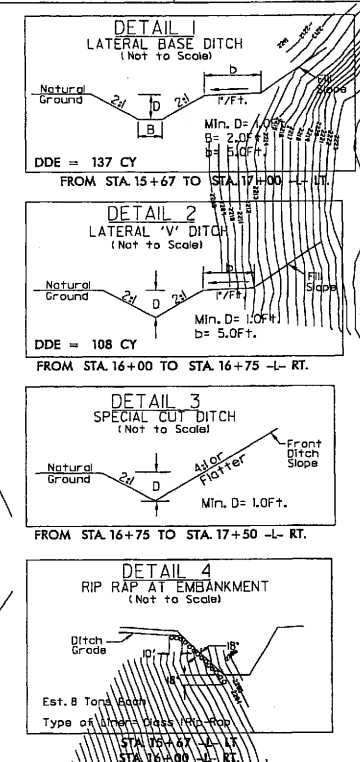 DETAIL 1
LATERAL BASE DITCH
(Not to Scale)
b
Natural
Ground
2:1
D
2:1
1"/Ft.
Fill
Slope
B
Min. D= 1.0Ft.
B= 2.0Ft.
b= 5.0Ft.
DDE = 137 CY
FROM STA. 15+67 TO STA. 17+00 -L- LT.
DETAIL 2
LATERAL 'V' DITCH
(Not to Scale)
b
Natural
Ground
2:1
D
2:1
1"/Ft.
Fill
Slope
Min. D= 1.0Ft.
b= 5.0Ft.
DDE = 108 CY
FROM STA. 16+00 TO STA. 16+75 -L- RT.
DETAIL 3
SPECIAL CUT DITCH
(Not to Scale)
Natural
Ground
2:1
D
4:1 or
Flatter
Front
Ditch
Slope
Min. D= 1.0Ft.
FROM STA. 16+75 TO STA. 17+50 -L- RT.
DETAIL 4
RIP RAP AT EMBANKMENT
(Not to Scale)
Ditch
Grade
10'
18"
18"
Est. 8 Tons Each
Type of Liner= Class I Rip-Rap
STA. 15+67 -L- LT
STA. 16+00 -L- RT.